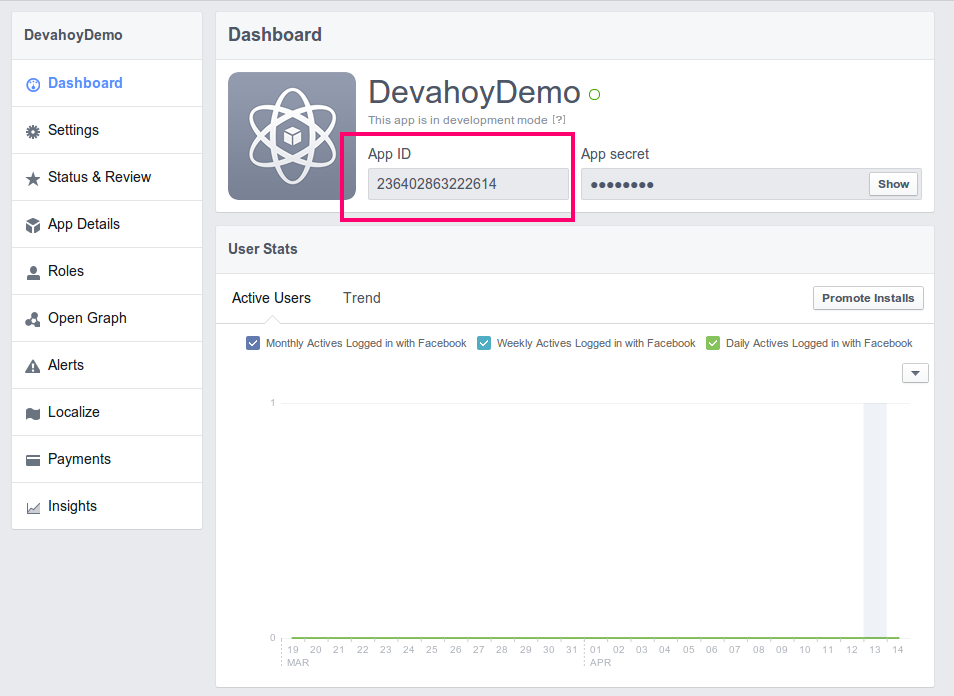 DevahoyDemo
Dashboard
Settings
Status & Review
App Details
Roles
Open Graph
Alerts
Localize
Payments
Insights
Dashboard
DevahoyDemo
This app is in development mode [?]
App ID App secret
236402863222614 ●●●●●●●● Show
User Stats
Active Users Trend Promote Installs
Monthly Actives Logged in with Facebook Weekly Actives Logged in with Facebook Daily Actives Logged in with Facebook
1
0
19 20 21 22 23 24 25 26 27 28 29 30 31 01 02 03 04 05 06 07 08 09 10 11 12 13 14
MAR APR